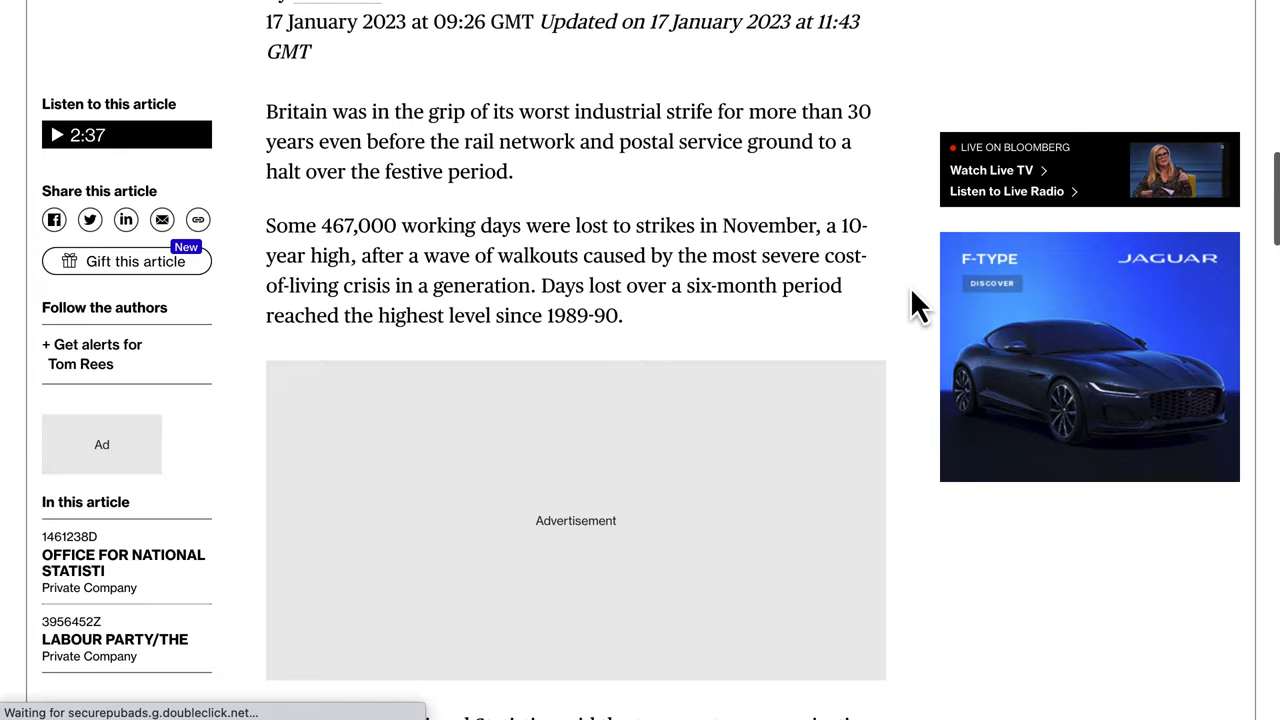 17 January 2023 at 09:26 GMT Updated on 17 January 2023 at 11:43
GMT
Listen to this article
2:37
Share this article
New
Gift this article
Follow the authors
+ Get alerts for
Tom Rees
Ad
In this article
1461238D
OFFICE FOR NATIONAL
STATISTI
Private Company
3956452Z
LABOUR PARTY/THE
Private Company
Britain was in the grip of its worst industrial strife for more than 30
years even before the rail network and postal service ground to a
halt over the festive period.
Some 467,000 working days were lost to strikes in November, a 10-
year high, after a wave of walkouts caused by the most severe cost-
of-living crisis in a generation. Days lost over a six-month period
reached the highest level since 1989-90.
Advertisement
LIVE ON BLOOMBERG
Watch Live TV
Listen to Live Radio
F-TYPE
JAGUAR
DISCOVER
Waiting for securepubads.g.doubleclick.net...